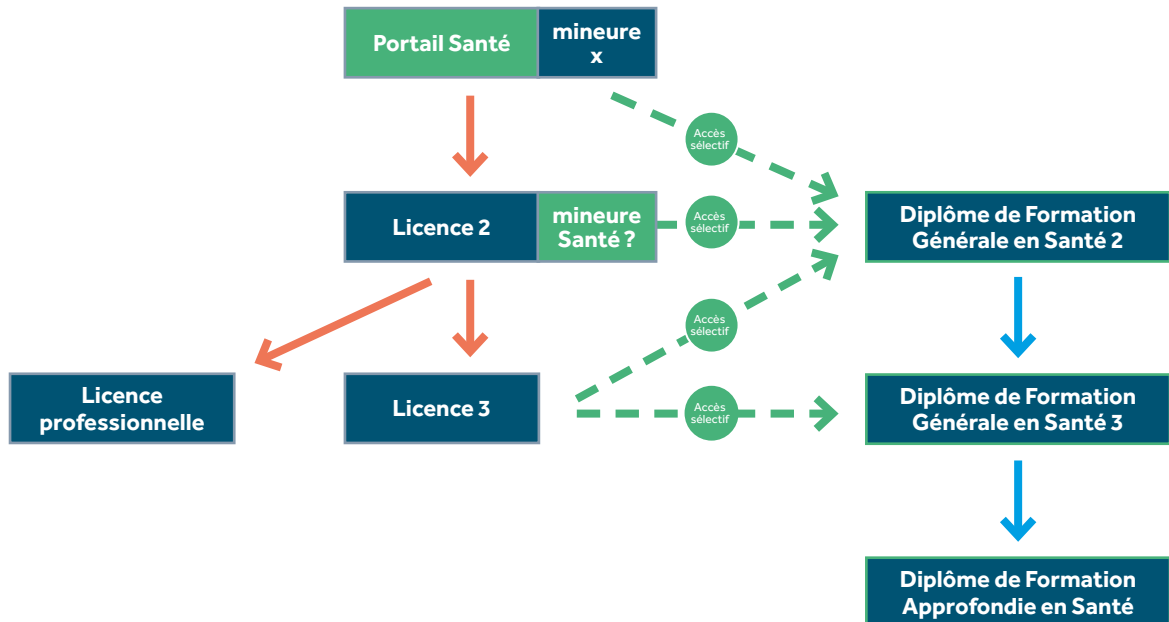 Portail Santé
mineure
x
Accès
sélectif
Licence 2
mineure
Santé ?
Accès
sélectif
Diplôme de Formation
Générale en Santé 2
Accès
sélectif
Licence
professionnelle
Licence 3
Accès
sélectif
Diplôme de Formation
Générale en Santé 3
Diplôme de Formation
Approfondie en Santé